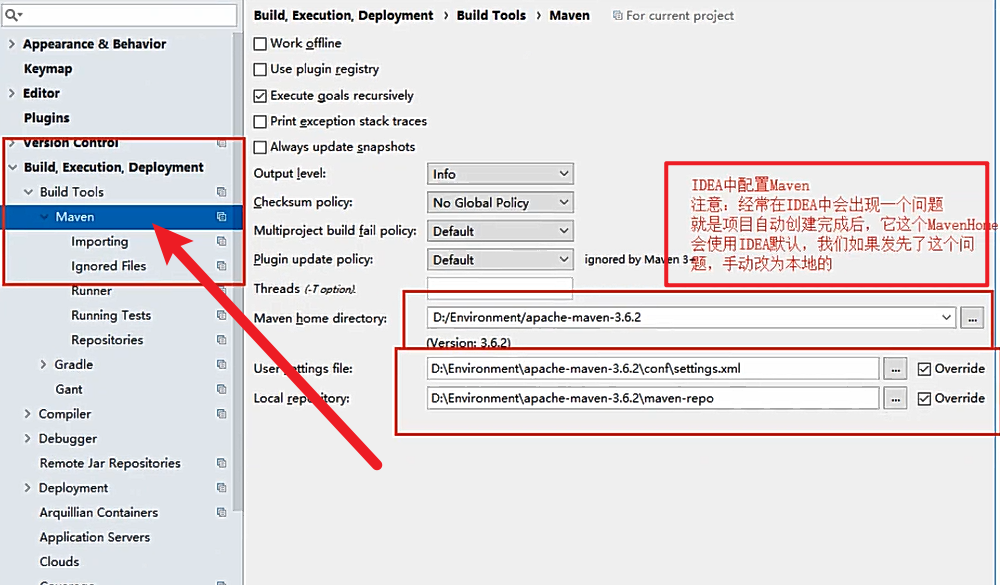 Appearance & Behavior
Keymap
Editor
Plugins
Version Control
Build, Execution, Deployment
Build Tools
Maven
Importing
Ignored Files
Runner
Running Tests
Repositories
Gradle
Gant
Compiler
Debugger
Remote Jar Repositories
Deployment
Arquillian Containers
Application Servers
Clouds
Coverage
Build, Execution, Deployment › Build Tools › Maven For current project
Work offline
Use plugin registry
Execute goals recursively
Print exception stack traces
Always update snapshots
Output level: Info
Checksum policy: No Global Policy
Multiproject build fail policy: Default
Plugin update policy: Default ignored by Maven 3+
Threads (-T option):
Maven home directory: D:/Environment/apache-maven-3.6.2 ...
(Version: 3.6.2)
User settings file: D:\Environment\apache-maven-3.6.2\conf\settings.xml ... Override
Local repository: D:\Environment\apache-maven-3.6.2\maven-repo ... Override
IDEA中配置Maven
注意：经常在IDEA中会出现一个问题
就是项目自动创建完成后，它这个MavenHome
会使用IDEA默认，我们如果发先了这个问
题，手动改为本地的